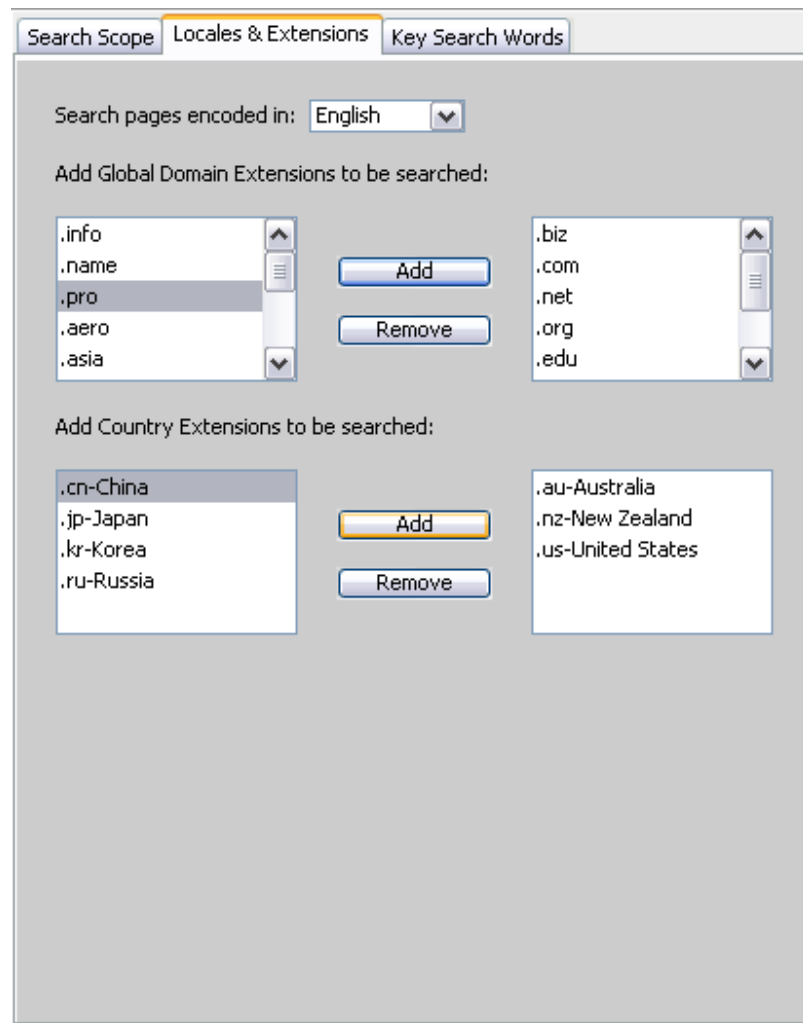 Search Scope Locales & Extensions Key Search Words
Search pages encoded in: English
Add Global Domain Extensions to be searched:
.info
.name
.pro
.aero
.asia
Add
Remove
.biz
.com
.net
.org
.edu
Add Country Extensions to be searched:
.cn-China
.jp-Japan
.kr-Korea
.ru-Russia
Add
Remove
.au-Australia
.nz-New Zealand
.us-United States